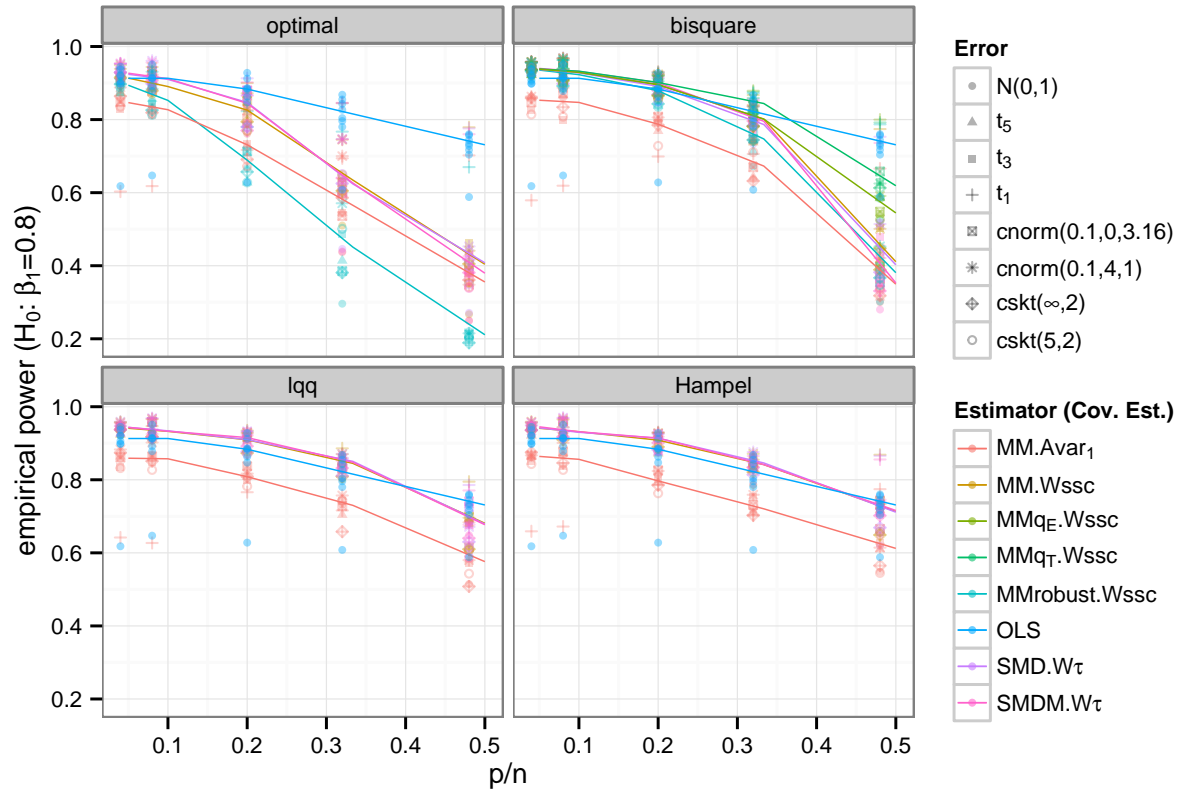 optimal
bisquare
1.0
0.8
0.6
0.4
0.2
lqq
Hampel
1.0
0.8
0.6
0.4
0.2
0.1
0.2
0.3
0.4
0.5
0.1
0.2
0.3
0.4
0.5
p/n
empirical power (H₀: β₁=0.8)
Error
N(0,1)
t₅
t₃
t₁
cnorm(0.1,0,3.16)
cnorm(0.1,4,1)
cskt(∞,2)
cskt(5,2)
Estimator (Cov. Est.)
MM.Avar₁
MM.Wssc
MMqE.Wssc
MMqT.Wssc
MMrobust.Wssc
OLS
SMD.Wτ
SMDM.Wτ